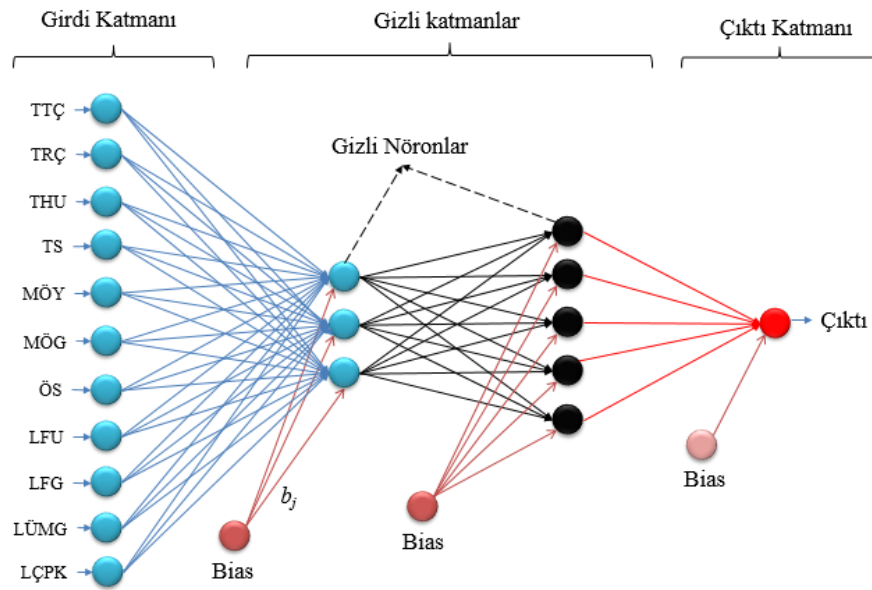 Girdi Katmanı
Gizli katmanlar
Çıktı Katmanı
TTÇ
TRÇ
THU
TS
MÖY
MÖG
ÖS
LFU
LFG
LÜMG
LÇPK
Gizli Nöronlar
Çıktı
b_j
Bias
Bias
Bias